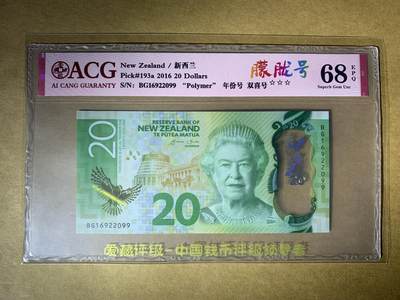 ACG
AI CANG GUARANTY
New Zealand / 新西兰
Pick#193a 2016 20 Dollars
S/N: BG16922099 "Polymer" 年份号 双喜号
朦胧号
☆☆☆
68 EPQ
Superb Gem Unc
20
RESERVE BANK OF
NEW ZEALAND
TE PUTEA MATUA
BG16922099
20
BG16922099
爱藏评级-中国钱币评级领导者